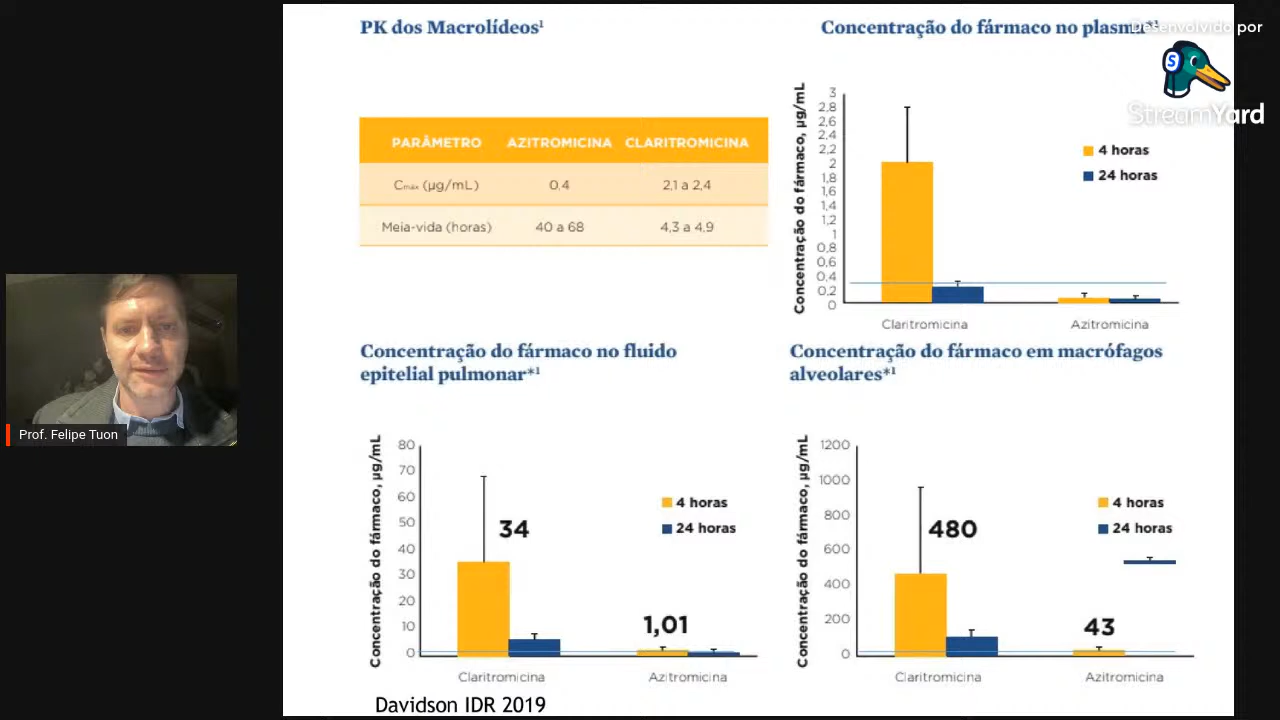 PK dos Macrolídeos¹
PARÂMETRO AZITROMICINA CLARITROMICINA
Cmáx (µg/mL) 0,4 2,1 a 2,4
Meia-vida (horas) 40 a 68 4,3 a 4,9
Concentração do fármaco no plasma*¹
Desenvolvido por
StreamYard
Concentração do fármaco, µg/mL
3
2,8
2,6
2,4
2,2
2
1,8
1,6
1,4
1,2
1
0,8
0,6
0,4
0,2
0
4 horas
24 horas
Claritromicina Azitromicina
Prof. Felipe Tuon
Concentração do fármaco no fluido
epitelial pulmonar*¹
Concentração do fármaco, µg/mL
80
70
60
50
40
30
20
10
0
4 horas
24 horas
34
1,01
Claritromicina Azitromicina
Concentração do fármaco em macrófagos
alveolares*¹
Concentração do fármaco, µg/mL
1200
1000
800
600
400
200
0
4 horas
24 horas
480
43
Claritromicina Azitromicina
Davidson IDR 2019